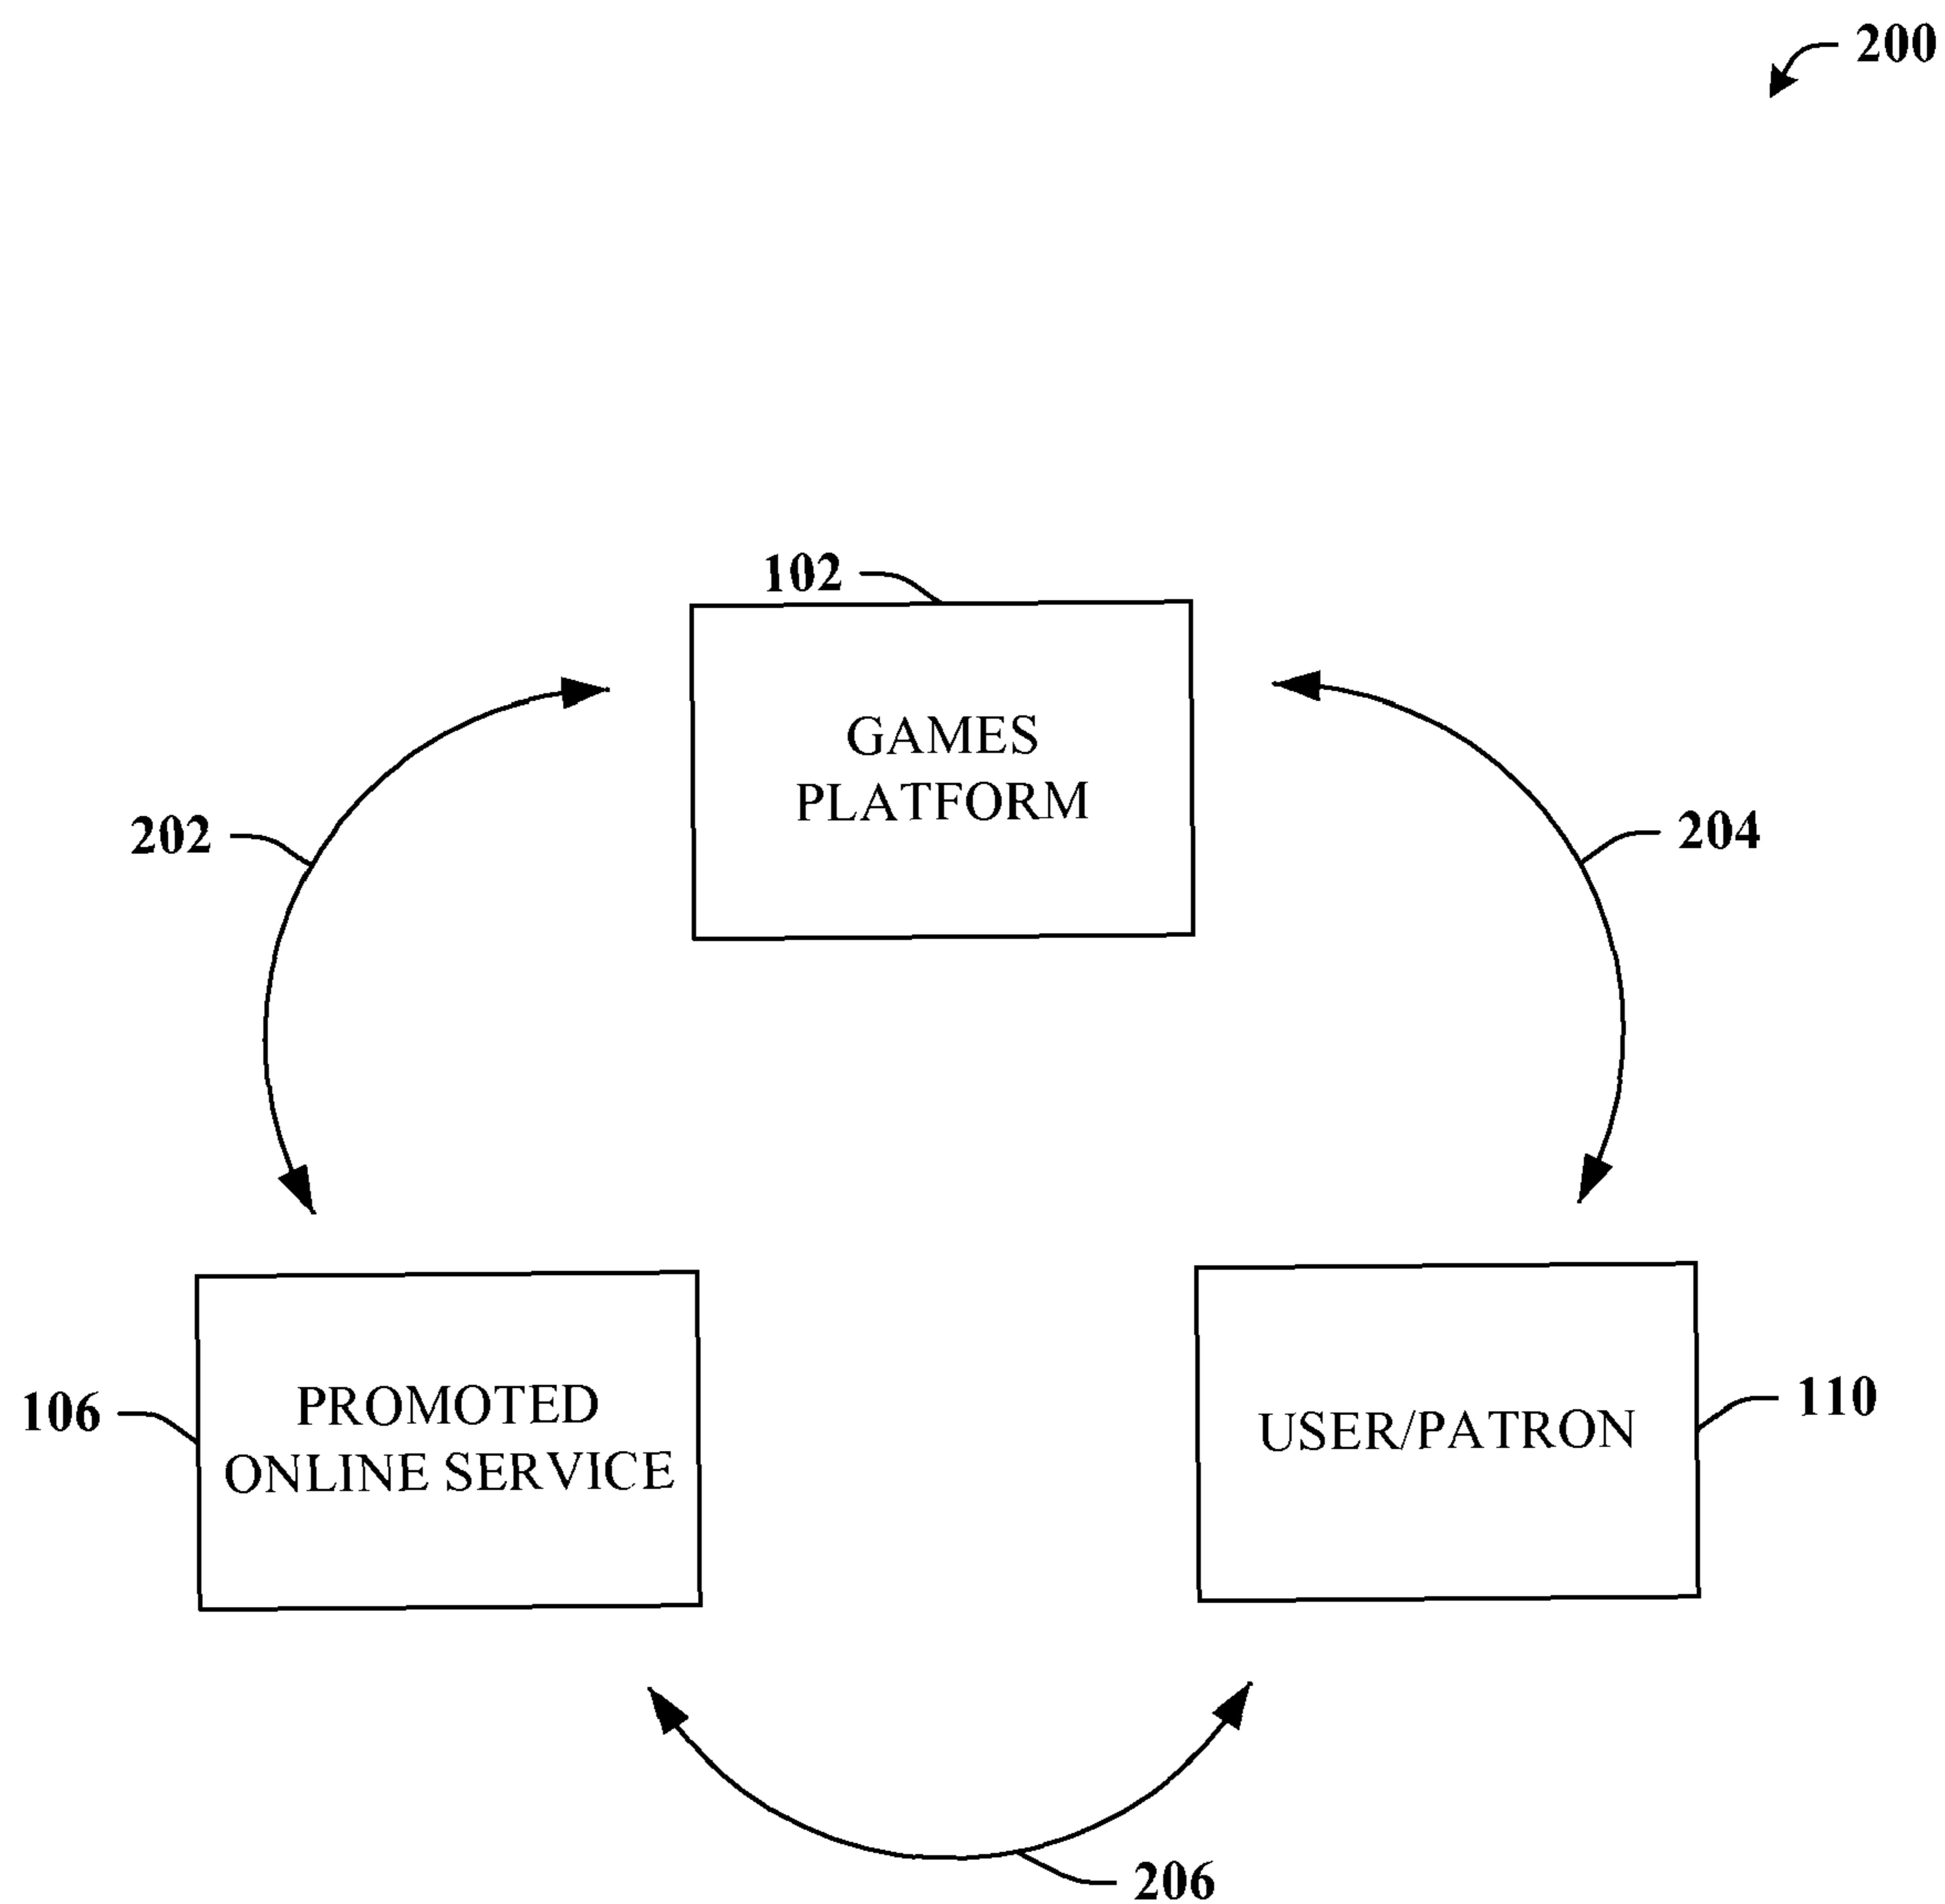 200
102
GAMES
PLATFORM
202
204
106
PROMOTED
ONLINE SERVICE
USER/PATRON
110
206